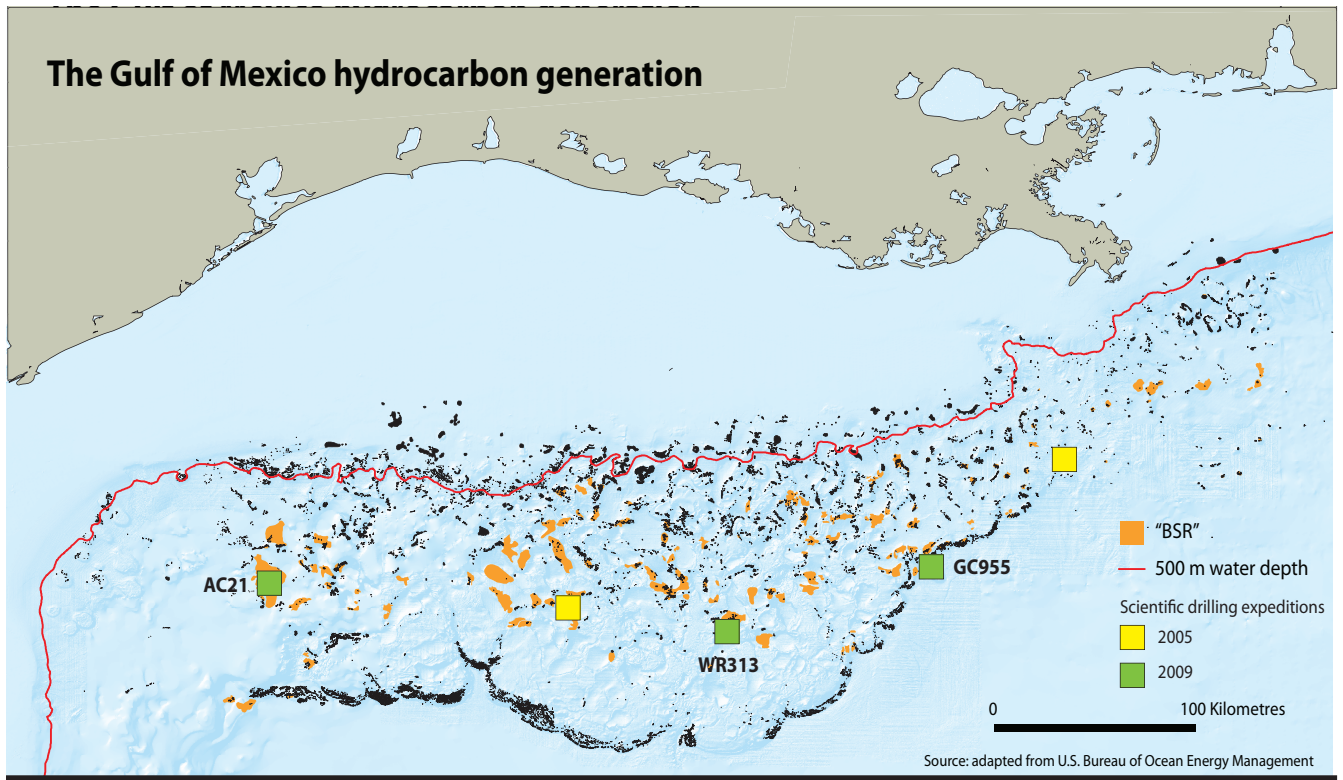 The Gulf of Mexico hydrocarbon generation
AC21
WR313
GC955
"BSR"
500 m water depth
Scientific drilling expeditions
2005
2009
0 100 Kilometres
Source: adapted from U.S. Bureau of Ocean Energy Management